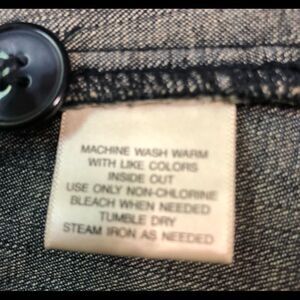 MACHINE WASH WARM
WITH LIKE COLORS
INSIDE OUT
USE ONLY NON-CHLORINE
BLEACH WHEN NEEDED
TUMBLE DRY
STEAM IRON AS NEEDED